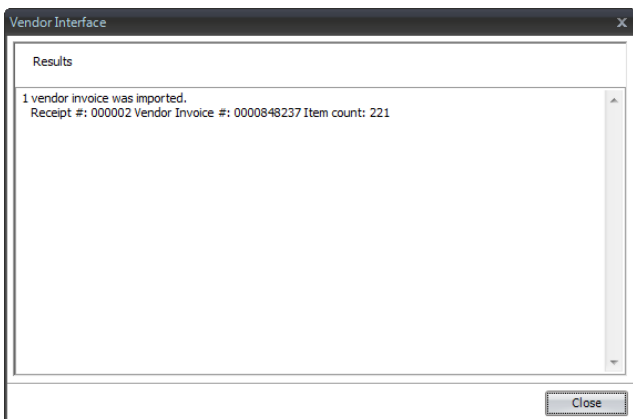 Vendor Interface
x
Results
1 vendor invoice was imported.
Receipt #: 000002 Vendor Invoice #: 0000848237 Item count: 221
Close